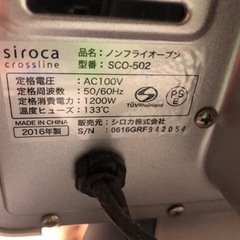 siroca
crossline
品名：ノンフライオーブン
型番：SCO-502
定格電圧：AC100V
定格周波数：50/60Hz
定格消費電力：1200W
温度ヒューズ：133℃
TÜVRheinland
PSE
MADE IN CHINA
2016年製
販売元：シロカ株式会社
S/N：0616GRF942054